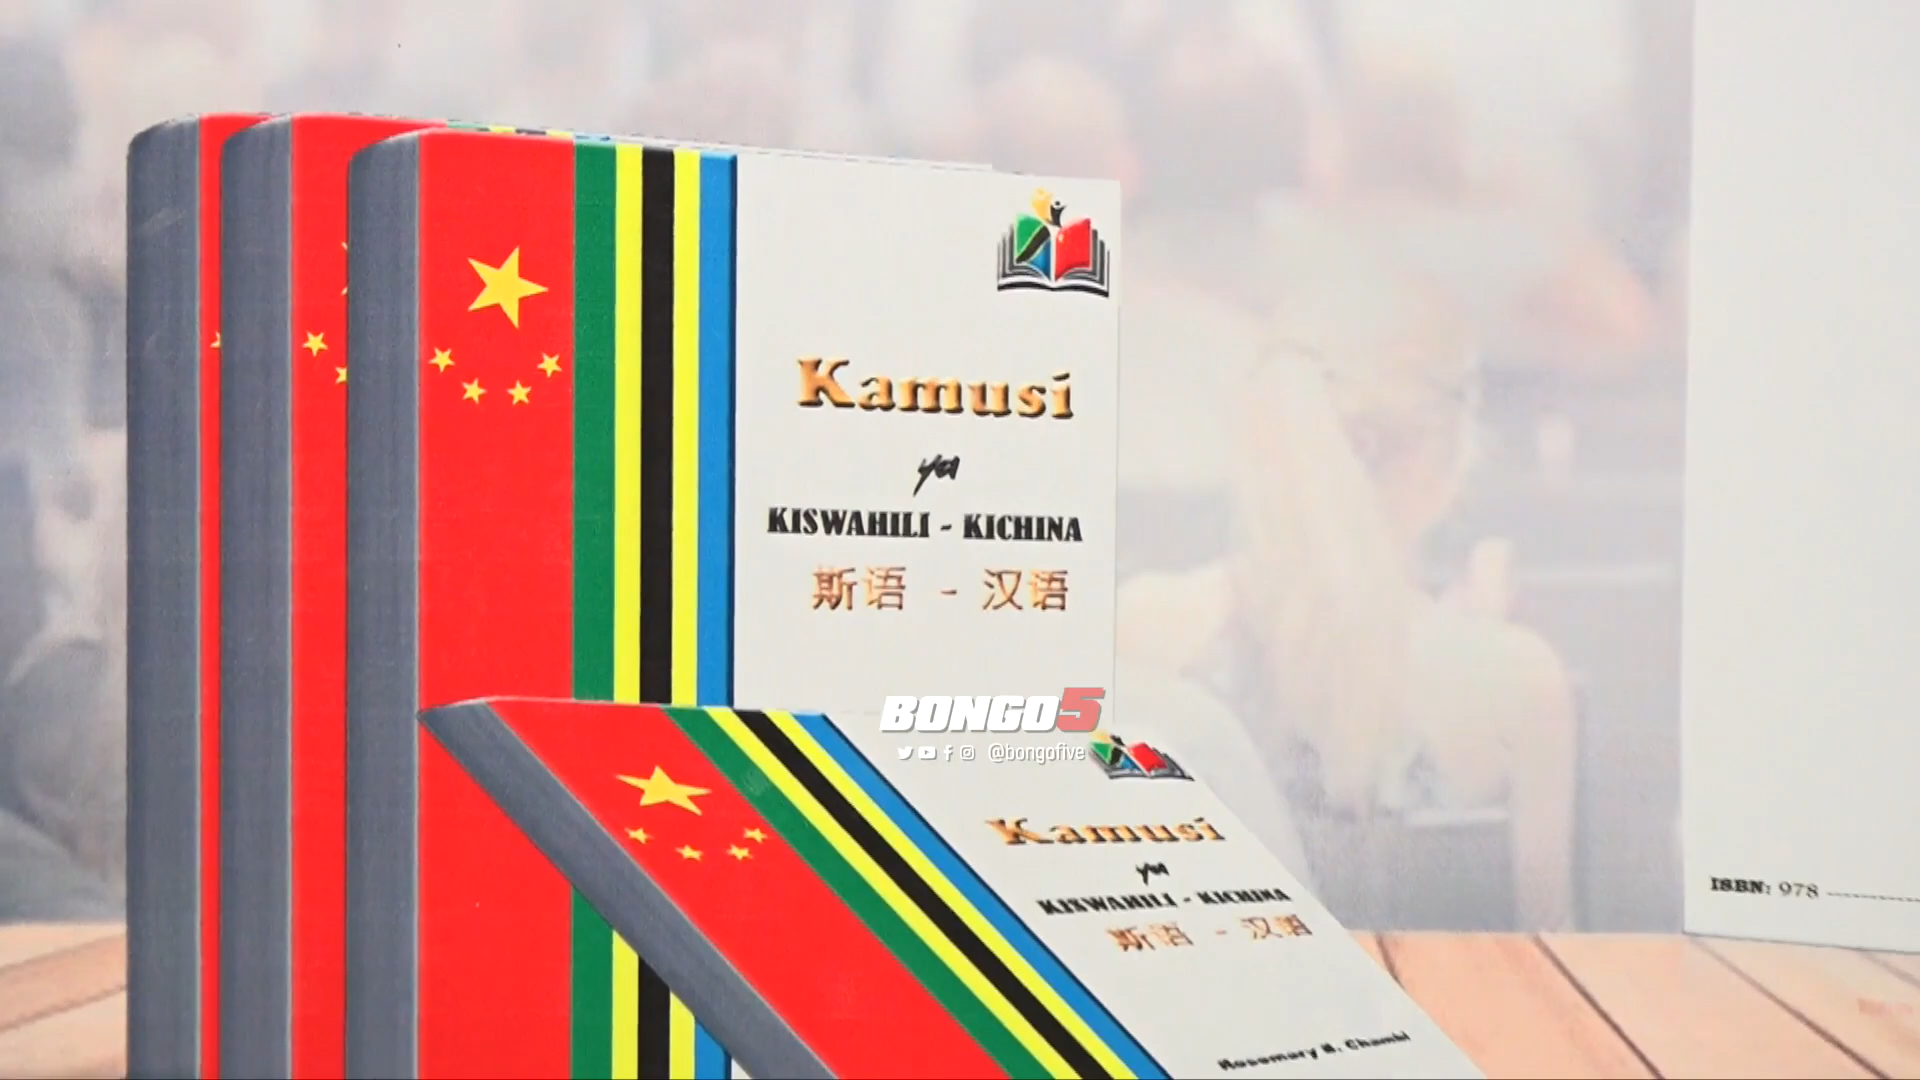 Kamusi
ya
KISWAHILI - KICHINA
斯语 - 汉语
BONGO5
@bongofive
Kamusi
ya
KISWAHILI - KICHINA
斯语 - 汉语
Rosemary B. Chambi
ISBN: 978